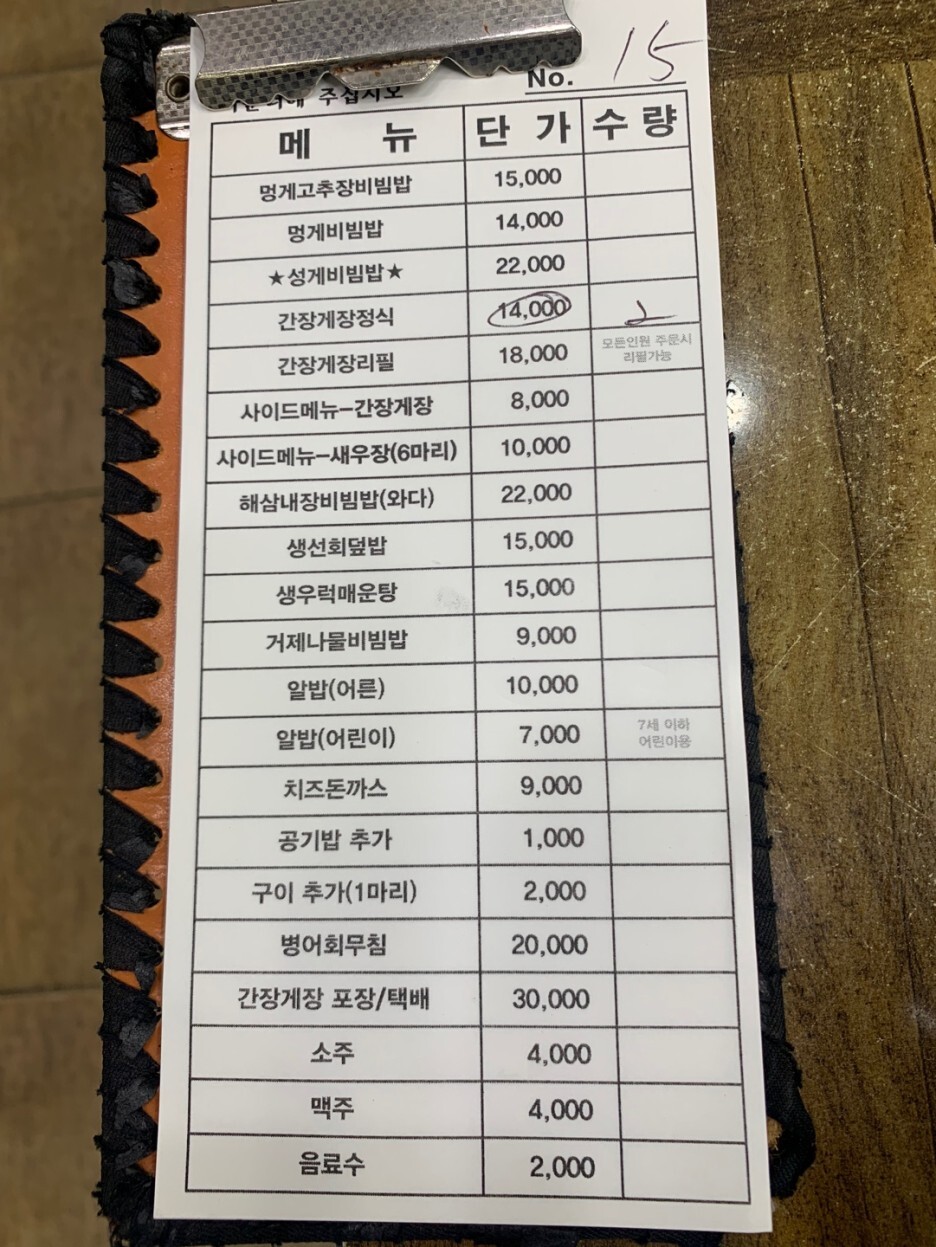 주십시오
No. 15
메 뉴 단 가 수 량
멍게고추장비빔밥 15,000
멍게비빔밥 14,000
★성게비빔밥★ 22,000
간장게장정식 14,000 2
간장게장리필 18,000 모든인원 주문시
리필가능
사이드메뉴-간장게장 8,000
사이드메뉴-새우장(6마리) 10,000
해삼내장비빔밥(와다) 22,000
생선회덮밥 15,000
생우럭매운탕 15,000
거제나물비빔밥 9,000
알밥(어른) 10,000
알밥(어린이) 7,000 7세 이하
어린이용
치즈돈까스 9,000
공기밥 추가 1,000
구이 추가(1마리) 2,000
병어회무침 20,000
간장게장 포장/택배 30,000
소주 4,000
맥주 4,000
음료수 2,000